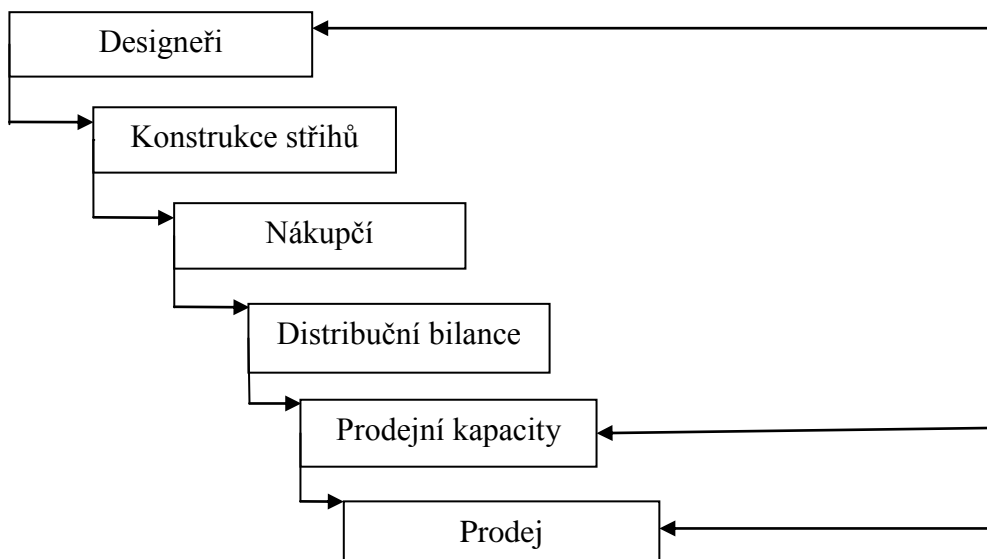 Designeři
Konstrukce střihů
Nákupčí
Distribuční bilance
Prodejní kapacity
Prodej